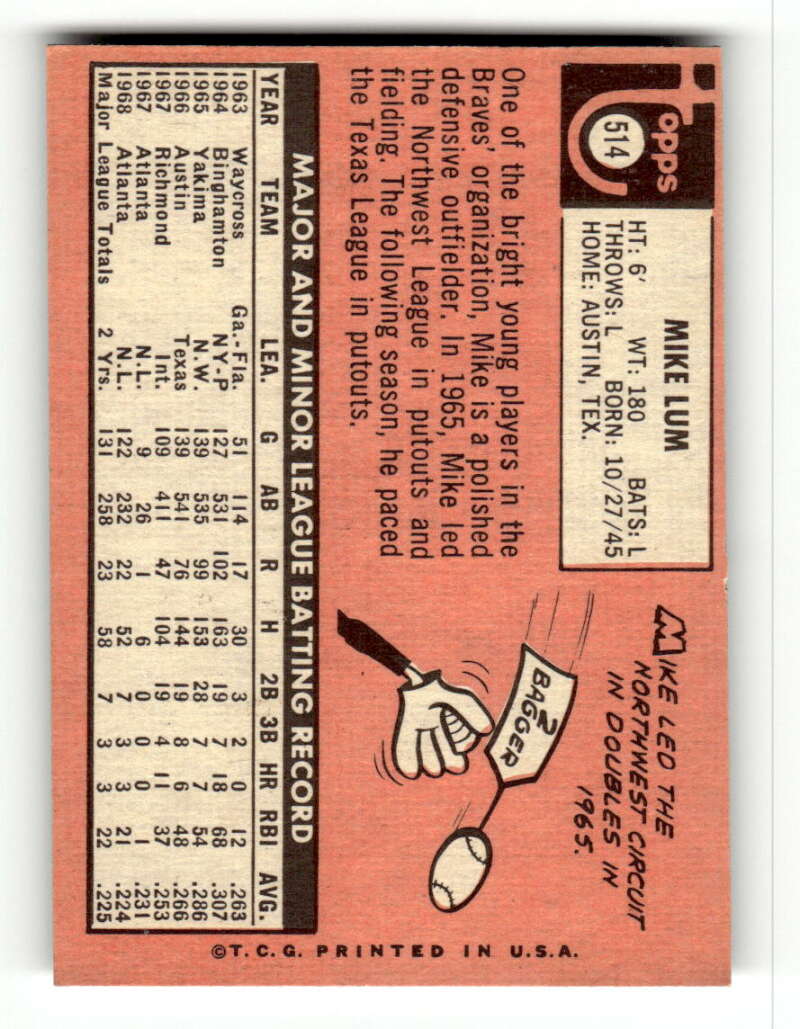 Topps
514
MIKE LUM
HT: 6' WT: 180 BATS: L
THROWS: L BORN: 10/27/45
HOME: AUSTIN, TEX.
One of the bright young players in the
Braves' organization, Mike is a polished
defensive outfielder. In 1965, Mike led
the Northwest League in putouts and
fielding. The following season, he paced
the Texas League in putouts.
MIKE LED THE
NORTHWEST CIRCUIT
IN DOUBLES IN
1965.
2
BAGGER
MAJOR AND MINOR LEAGUE BATTING RECORD
YEAR TEAM LEA. G AB R H 2B 3B HR RBI AVG.
1963 Waycross Ga.-Fla. 51 114 17 30 3 2 0 12 .263
1964 Binghamton NY-P 127 531 102 163 19 7 18 68 .307
1965 Yakima N.W. 139 535 99 153 28 7 7 54 .286
1966 Austin Texas 139 541 76 144 19 8 6 48 .266
1967 Richmond Int. 109 411 47 104 19 4 11 37 .253
1967 Atlanta N.L. 9 26 1 6 0 0 0 1 .231
1968 Atlanta N.L. 122 232 22 52 7 3 3 21 .224
Major League Totals 2 Yrs. 131 258 23 58 7 3 3 22 .225
©T.C.G. PRINTED IN U.S.A.